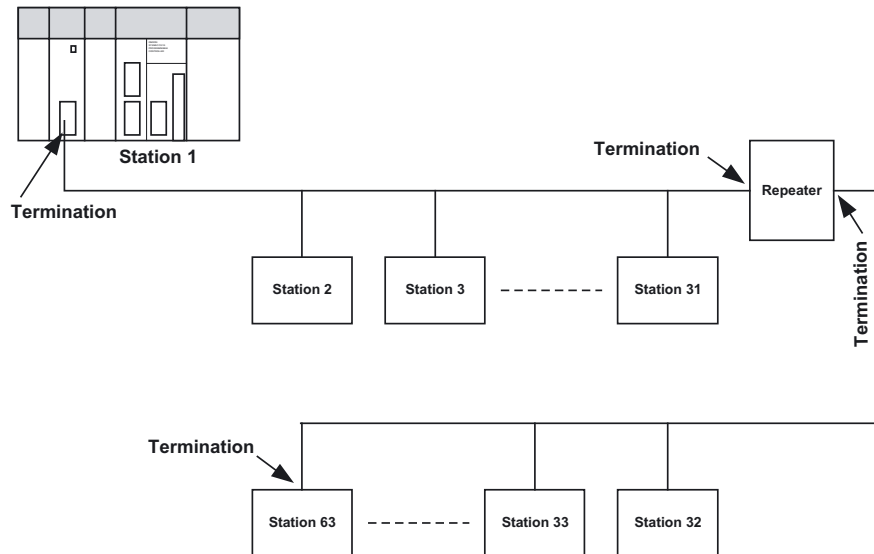 Station 1
Termination
Termination
Repeater
Termination
Station 2
Station 3
Station 31
Termination
Station 63
Station 33
Station 32